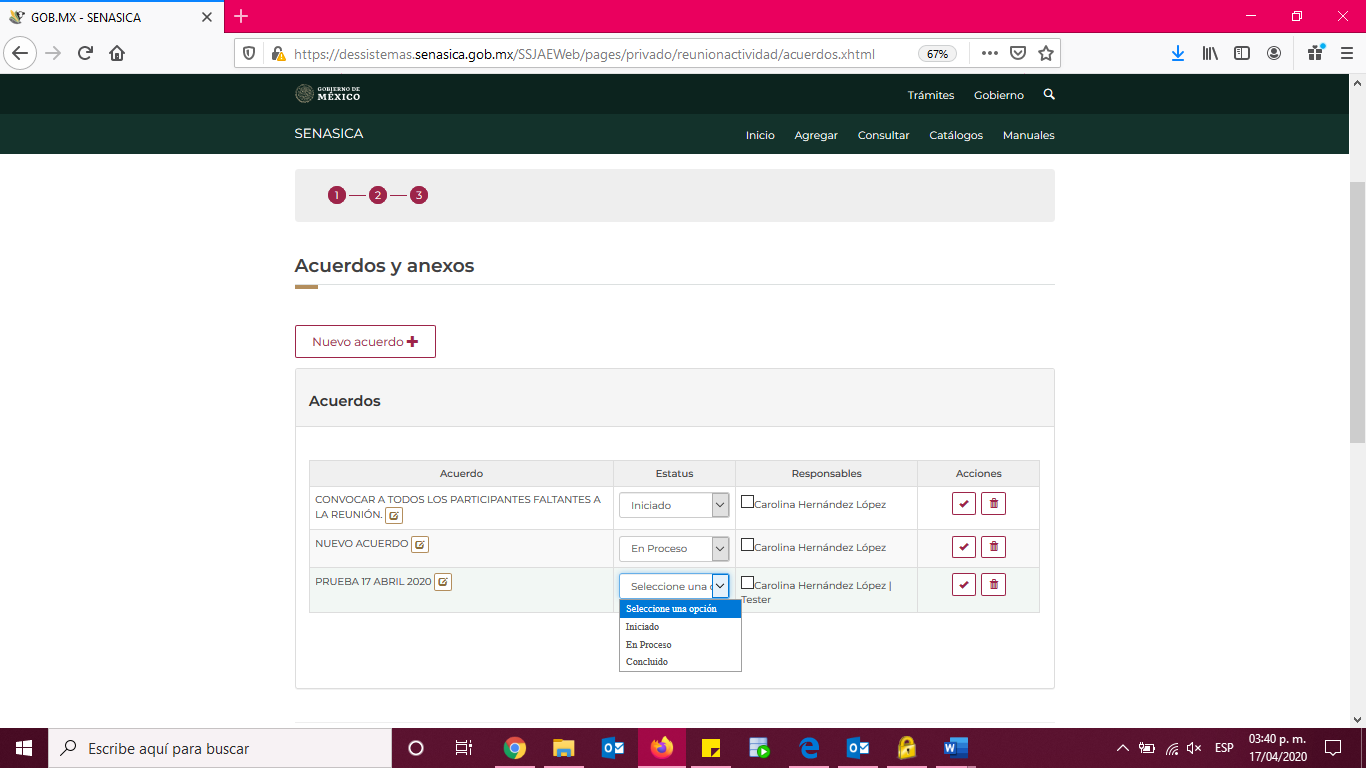 GOB.MX - SENASICA
https://dessistemas.senasica.gob.mx/SSJAEWeb/pages/privado/reunionactividad/acuerdos.xhtml
67%
GOBIERNO DE
MÉXICO
Trámites Gobierno
SENASICA
Inicio Agregar Consultar Catálogos Manuales
1 2 3
Acuerdos y anexos
Nuevo acuerdo
Acuerdos
Acuerdo Estatus Responsables Acciones
CONVOCAR A TODOS LOS PARTICIPANTES FALTANTES A
LA REUNIÓN.
Iniciado
Carolina Hernández López
NUEVO ACUERDO
En Proceso
Carolina Hernández López
PRUEBA 17 ABRIL 2020
Seleccione una o
Carolina Hernández López |
Tester
Seleccione una opción
Iniciado
En Proceso
Concluido
Escribe aquí para buscar
ESP
03:40 p. m.
17/04/2020